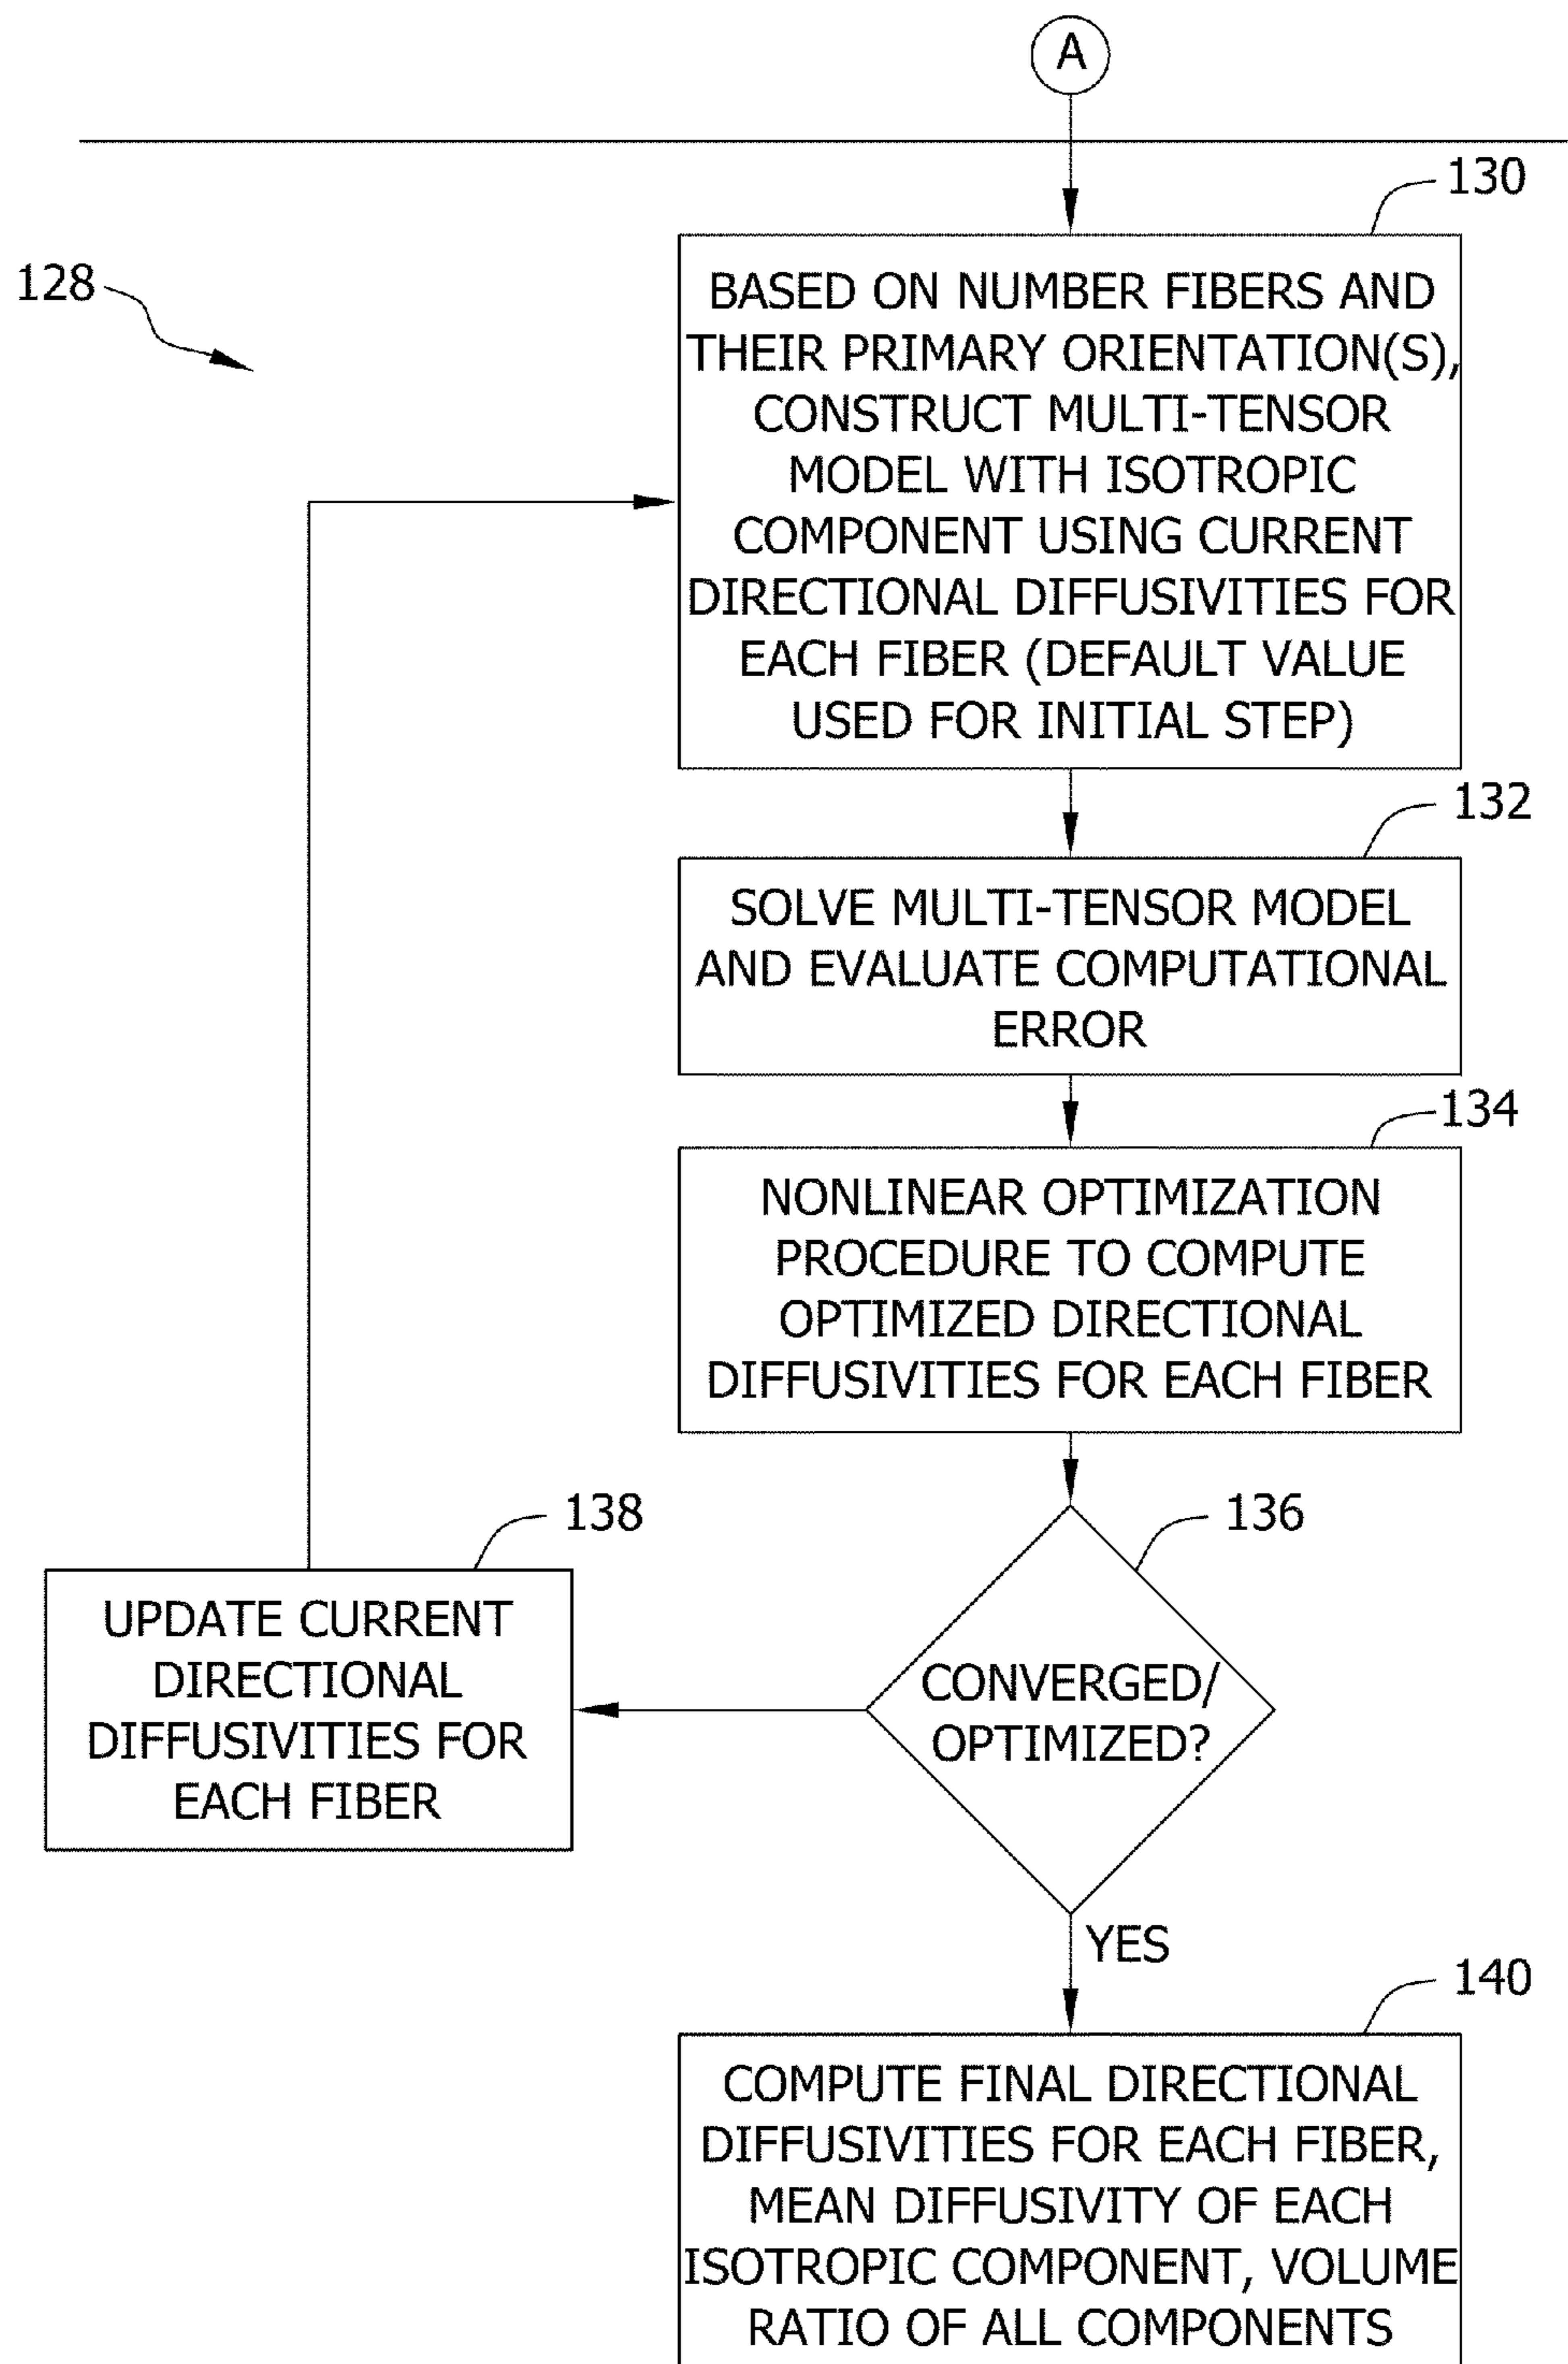 A
130
128
BASED ON NUMBER FIBERS AND
THEIR PRIMARY ORIENTATION(S),
CONSTRUCT MULTI-TENSOR
MODEL WITH ISOTROPIC
COMPONENT USING CURRENT
DIRECTIONAL DIFFUSIVITIES FOR
EACH FIBER (DEFAULT VALUE
USED FOR INITIAL STEP)
132
SOLVE MULTI-TENSOR MODEL
AND EVALUATE COMPUTATIONAL
ERROR
134
NONLINEAR OPTIMIZATION
PROCEDURE TO COMPUTE
OPTIMIZED DIRECTIONAL
DIFFUSIVITIES FOR EACH FIBER
136
CONVERGED/
OPTIMIZED?
138
UPDATE CURRENT
DIRECTIONAL
DIFFUSIVITIES FOR
EACH FIBER
YES
140
COMPUTE FINAL DIRECTIONAL
DIFFUSIVITIES FOR EACH FIBER,
MEAN DIFFUSIVITY OF EACH
ISOTROPIC COMPONENT, VOLUME
RATIO OF ALL COMPONENTS